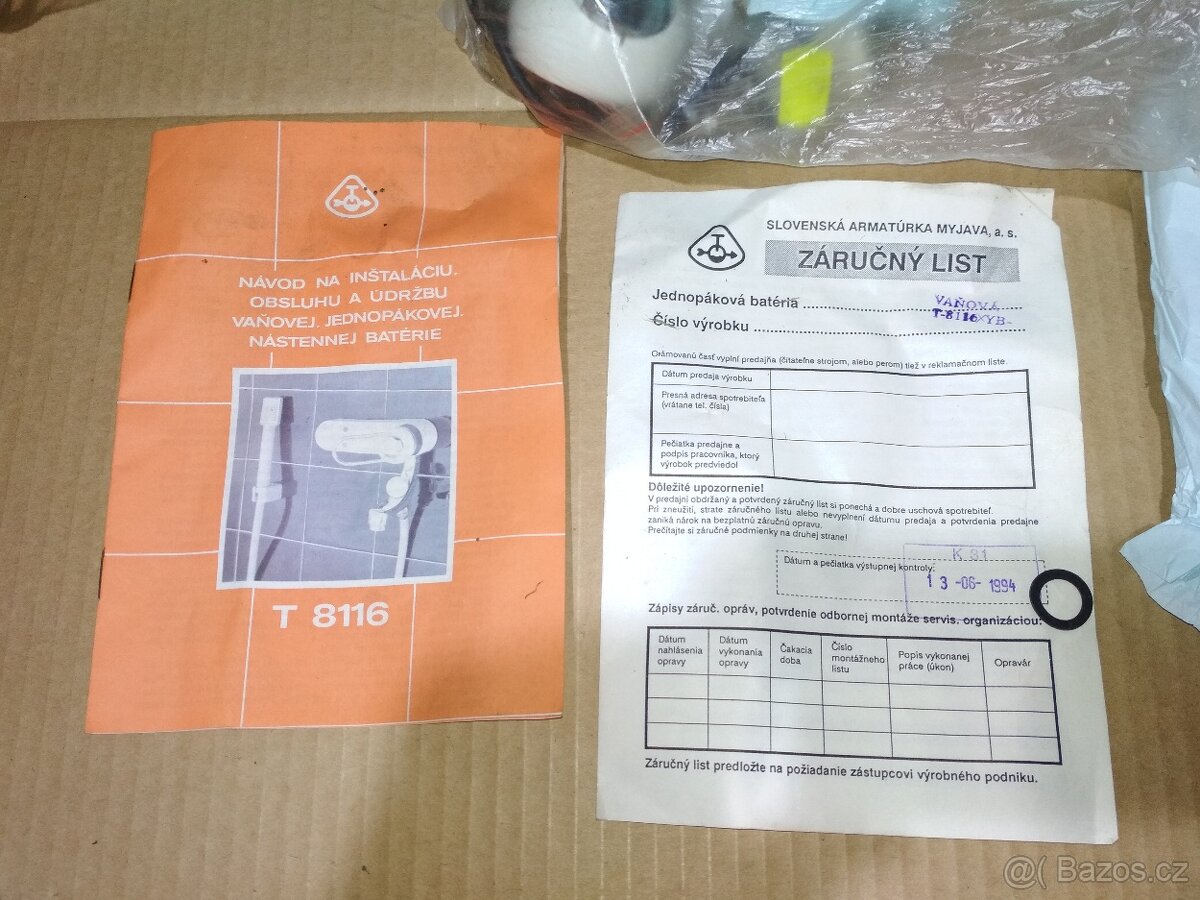 NÁVOD NA INŠTALÁCIU.
OBSLUHU A ÚDRŽBU
VAŇOVEJ. JEDNOPÁKOVEJ.
NÁSTENNEJ BATÉRIE
T 8116
SLOVENSKÁ ARMATÚRKA MYJAVA, a. s.
ZÁRUČNÝ LIST
Jednopáková batéria VAŇOVÁ
Číslo výrobku T-8116XYB-
Orámovanú časť vyplní predajňa (čitateľne strojom, alebo perom) tiež v reklamačnom liste.
Dátum predaja výrobku
Presná adresa spotrebiteľa
(vrátane tel. čísla)
Pečiatka predajne a
podpis pracovníka, ktorý
výrobok predviedol
Dôležité upozornenie!
V predajni obdržaný a potvrdený záručný list si ponechá a dobre uschová spotrebiteľ.
Pri zneužití, strate záručného listu alebo nevyplnení dátumu predaja a potvrdenia predajne
zaniká nárok na bezplatnú záručnú opravu.
Prečítajte si záručné podmienky na druhej strane!
K 31
Dátum a pečiatka výstupnej kontroly:
13 -06- 1994
Zápisy záruč. opráv, potvrdenie odbornej montáže servis. organizáciou:
Dátum nahlásenia opravy
Dátum vykonania opravy
Čakacia doba
Číslo montážneho listu
Popis vykonanej práce (úkon)
Opravár
Záručný list predložte na požiadanie zástupcovi výrobného podniku.
@( Bazos.cz